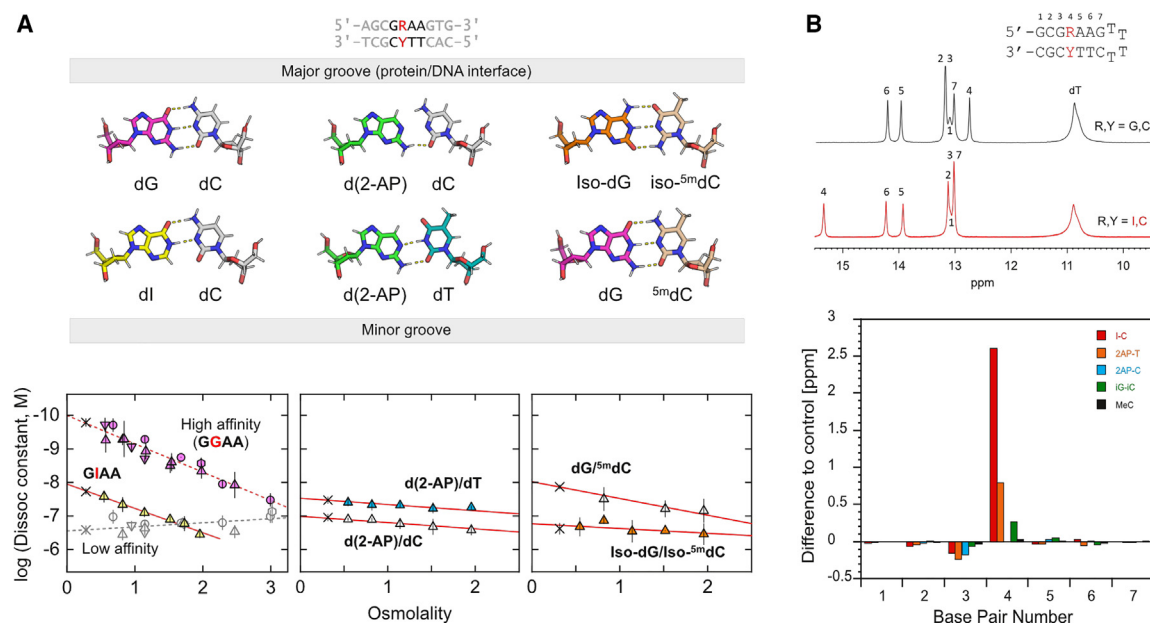 A
5'-AGCGRAAGTG-3'
3'-TCGCYTTCAC-5'
Major groove (protein/DNA interface)
dG dC
d(2-AP) dC
Iso-dG iso-⁵ᵐdC
dI dC
d(2-AP) dT
dG ⁵ᵐdC
Minor groove
log (Dissoc constant, M)
-10
-9
-8
-7
-6
High affinity
(GGAA)
GIAA
Low affinity
0 1 2 3
d(2-AP)/dT
d(2-AP)/dC
0 1 2
dG/⁵ᵐdC
Iso-dG/Iso-⁵ᵐdC
0 1 2
Osmolality
B
1 2 3 4 5 6 7
5'-GCGRAAGTT
3'-CGCYTTCTT
6 5 2 3 1 7 4 dT
R,Y = G,C
4 6 5 2 1 3 7
R,Y = I,C
15 14 13 12 11 10
ppm
Difference to control [ppm]
3
2.5
2
1.5
1
0.5
0
-0.5
I-C
2AP-T
2AP-C
iG-iC
MeC
1 2 3 4 5 6 7
Base Pair Number